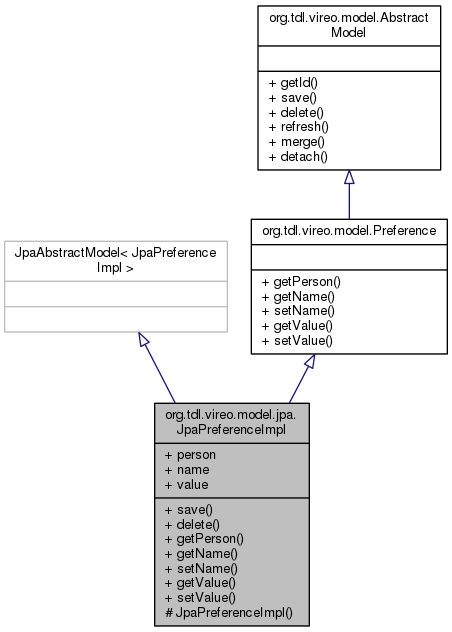 org.tdl.vireo.model.Abstract
Model
+ getId()
+ save()
+ delete()
+ refresh()
+ merge()
+ detach()
JpaAbstractModel< JpaPreference
Impl >
org.tdl.vireo.model.Preference
+ getPerson()
+ getName()
+ setName()
+ getValue()
+ setValue()
org.tdl.vireo.model.jpa.
JpaPreferenceImpl
+ person
+ name
+ value
+ save()
+ delete()
+ getPerson()
+ getName()
+ setName()
+ getValue()
+ setValue()
# JpaPreferenceImpl()